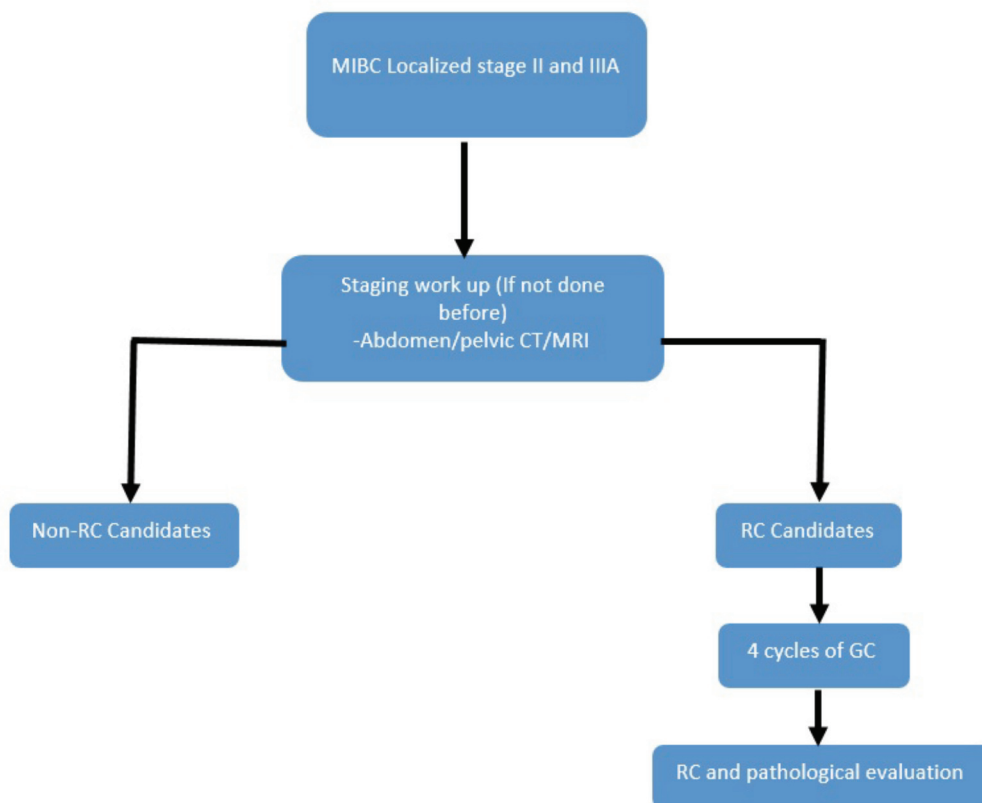 MIBC Localized stage II and IIIA
Staging work up (If not done
before)
-Abdomen/pelvic CT/MRI
Non-RC Candidates
RC Candidates
4 cycles of GC
RC and pathological evaluation